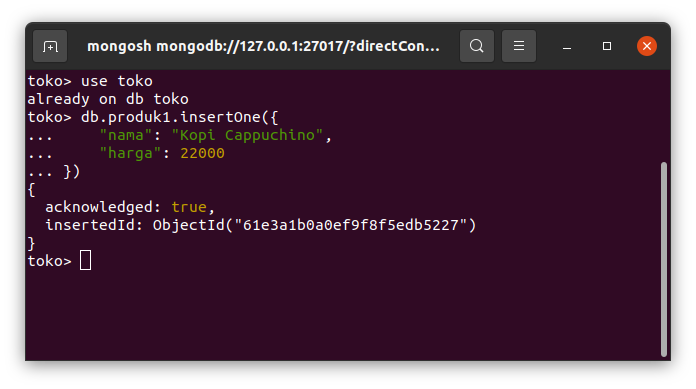 mongosh mongodb://127.0.0.1:27017/?directCon...
toko> use toko
already on db toko
toko> db.produk1.insertOne({
...     "nama": "Kopi Cappuchino",
...     "harga": 22000
... })
{
  acknowledged: true,
  insertedId: ObjectId("61e3a1b0a0ef9f8f5edb5227")
}
toko>